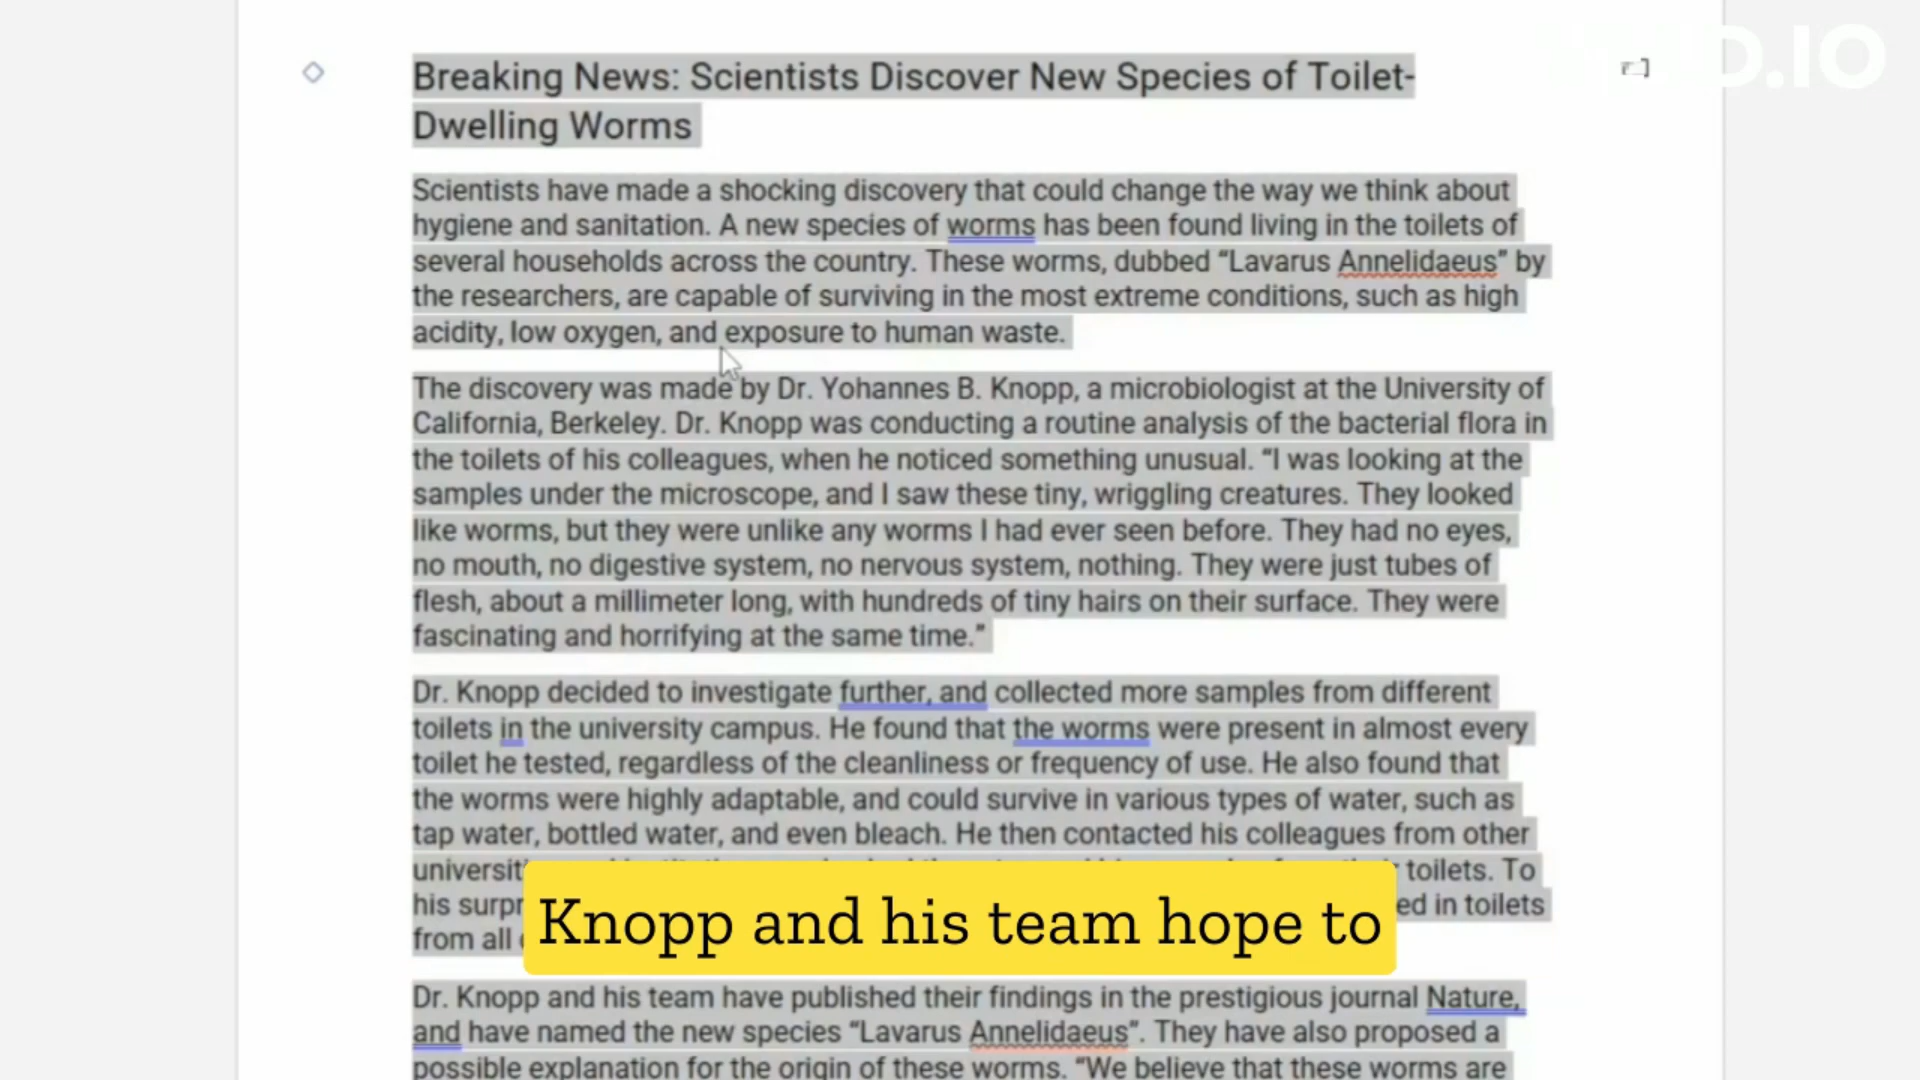 D.IO
Breaking News: Scientists Discover New Species of Toilet-
Dwelling Worms
Scientists have made a shocking discovery that could change the way we think about
hygiene and sanitation. A new species of worms has been found living in the toilets of
several households across the country. These worms, dubbed “Lavarus Annelidaeus” by
the researchers, are capable of surviving in the most extreme conditions, such as high
acidity, low oxygen, and exposure to human waste.
The discovery was made by Dr. Yohannes B. Knopp, a microbiologist at the University of
California, Berkeley. Dr. Knopp was conducting a routine analysis of the bacterial flora in
the toilets of his colleagues, when he noticed something unusual. “I was looking at the
samples under the microscope, and I saw these tiny, wriggling creatures. They looked
like worms, but they were unlike any worms I had ever seen before. They had no eyes,
no mouth, no digestive system, no nervous system, nothing. They were just tubes of
flesh, about a millimeter long, with hundreds of tiny hairs on their surface. They were
fascinating and horrifying at the same time.”
Dr. Knopp decided to investigate further, and collected more samples from different
toilets in the university campus. He found that the worms were present in almost every
toilet he tested, regardless of the cleanliness or frequency of use. He also found that
the worms were highly adaptable, and could survive in various types of water, such as
tap water, bottled water, and even bleach. He then contacted his colleagues from other
toilets. To
his in toilets
from all
Knopp and his team hope to
Dr. Knopp and his team have published their findings in the prestigious journal Nature,
and have named the new species “Lavarus Annelidaeus”. They have also proposed a
possible explanation for the origin of these worms. “We believe that these worms are